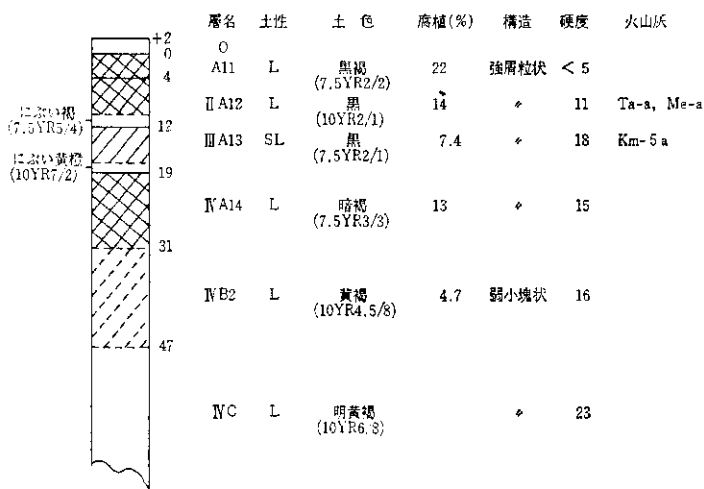 層名 土性 土色 腐植(%) 構造 硬度 火山灰
+2
0
O
A11 L 黒褐 22 強屑粒状 < 5
(7.5YR2/2)
4
ⅡA12 L 黒 14 〃 11 Ta-a, Me-a
(10YR2/1)
にぶい褐
(7.5YR5/4)
12
ⅢA13 SL 黒 7.4 〃 18 Km-5a
(7.5YR2/1)
にぶい黄橙
(10YR7/2)
19
ⅣA14 L 暗褐 13 〃 15
(7.5YR3/3)
31
ⅣB2 L 黄褐 4.7 弱小塊状 16
(10YR4.5/8)
47
ⅣC L 明黄褐 〃 23
(10YR6/8)